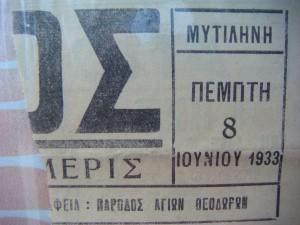 ΟΣ
ΜΕΡΙΣ
ΦΕΙΑ : ΠΑΡΟΔΟΣ ΑΓΙΩΝ ΘΕΟΔΩΡΩΝ
ΜΥΤΙΛΗΝΗ
ΠΕΜΠΤΗ
8
ΙΟΥΝΙΟΥ 1933